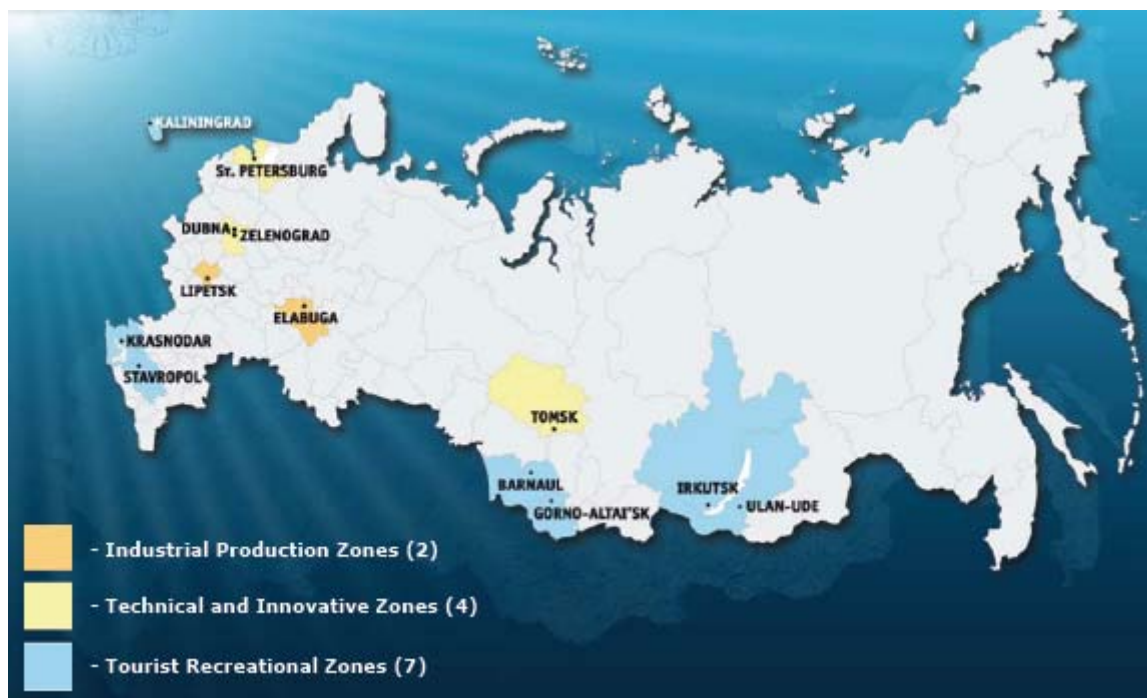 KALININGRAD
ST. PETERSBURG
DUBNA
ZELENOGRAD
LIPETSK
ELABUGA
KRASNODAR
STAVROPOL
TOMSK
BARNAUL
GORNO-ALTAI'SK
IRKUTSK
ULAN-UDE
- Industrial Production Zones (2)
- Technical and Innovative Zones (4)
- Tourist Recreational Zones (7)